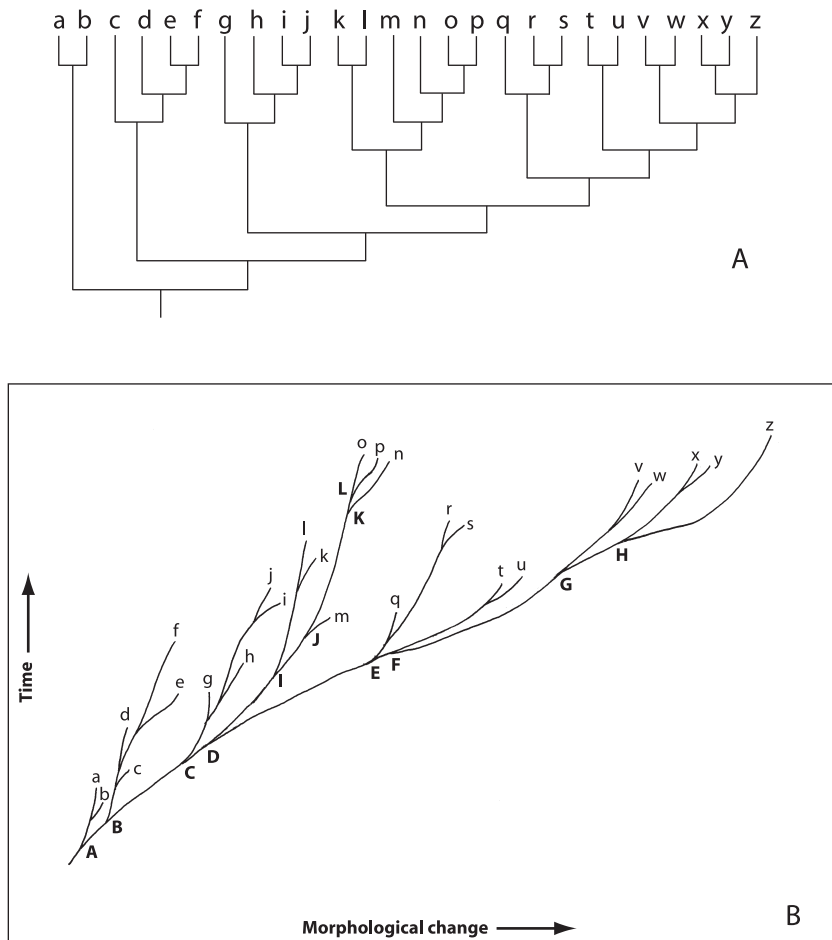 a b c d e f g h i j k l m n o p q r s t u v w x y z
A
z
o p n
L
K
v w x y
r s
H
G
l k
j i
t u
q
J m
F
E
f
h
I
g
e
d
D
C
c
a
b
B
A
Time
Morphological change
B